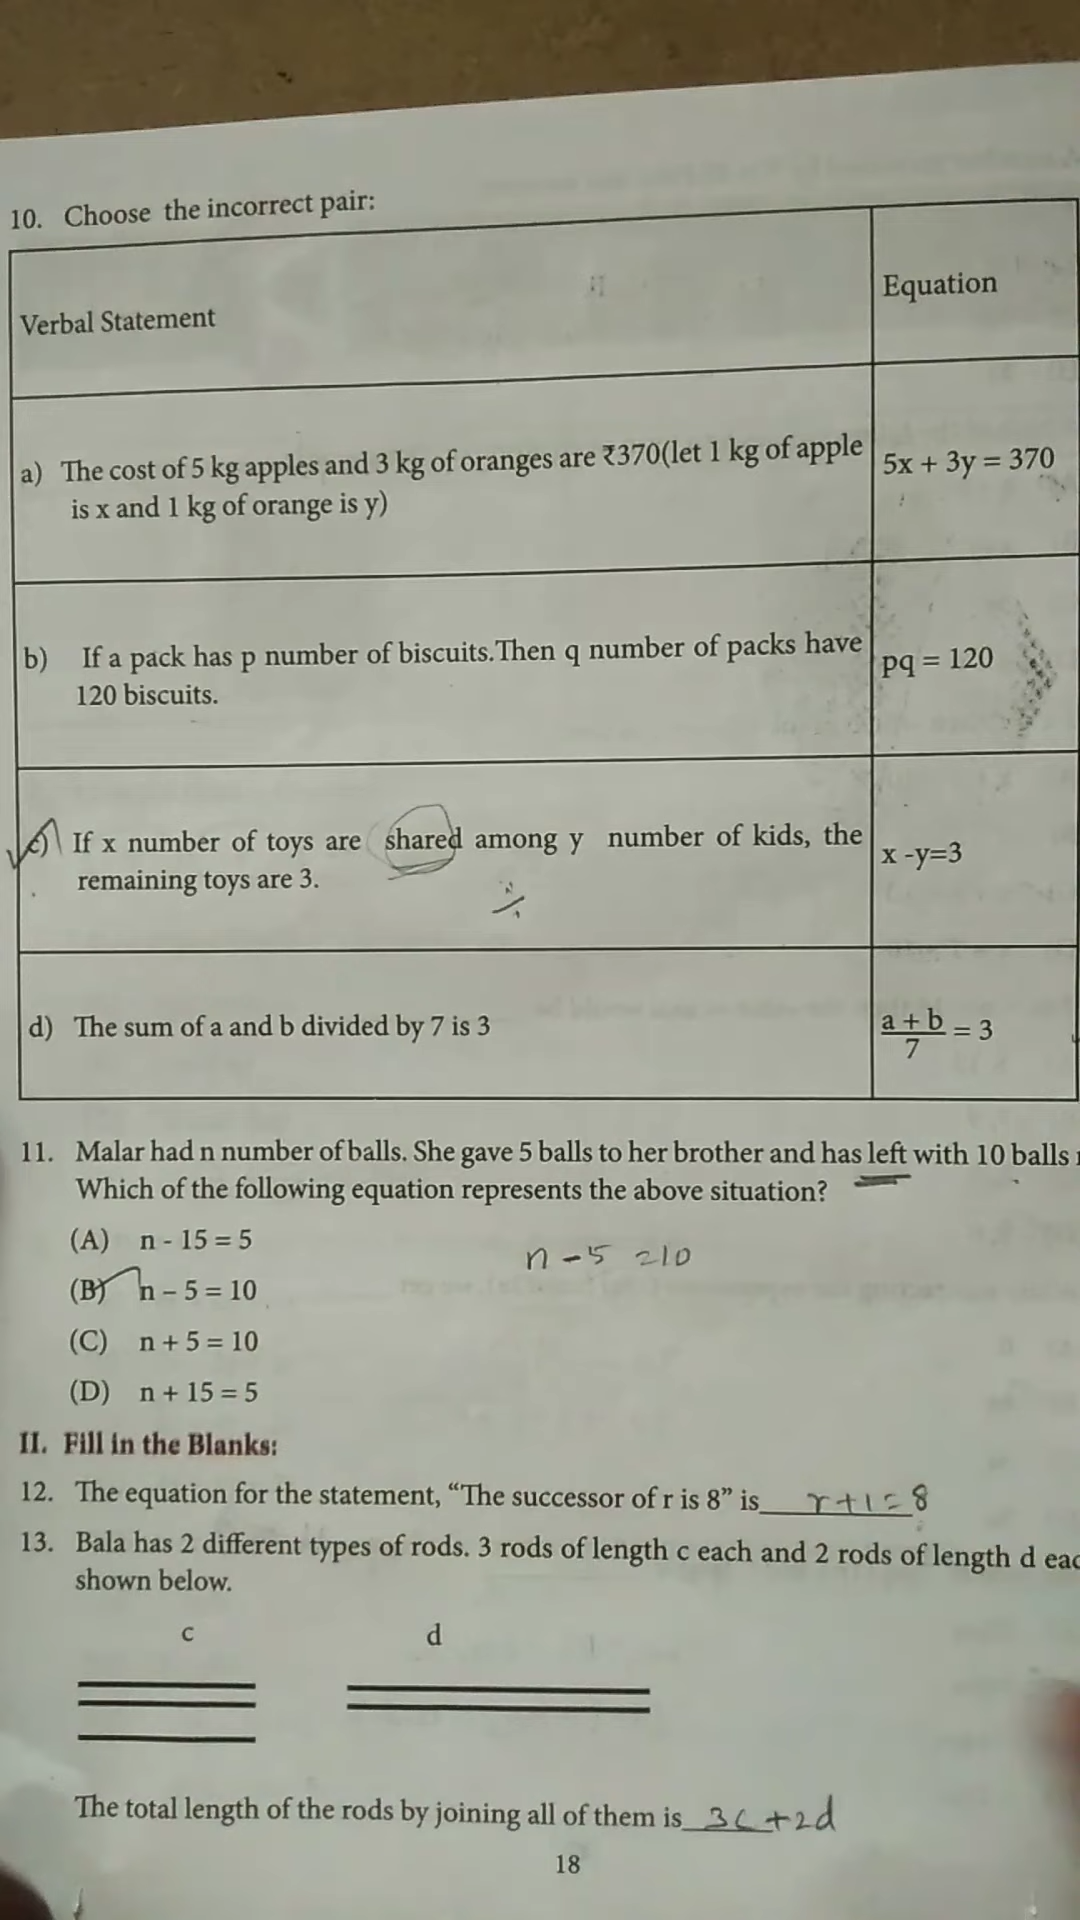 10. Choose the incorrect pair:
Verbal Statement
Equation
a) The cost of 5 kg apples and 3 kg of oranges are ₹370(let 1 kg of apple
is x and 1 kg of orange is y)
5x + 3y = 370
b) If a pack has p number of biscuits.Then q number of packs have
120 biscuits.
pq = 120
c) If x number of toys are shared among y number of kids, the
remaining toys are 3.
x -y=3
d) The sum of a and b divided by 7 is 3
a + b
7
= 3
11. Malar had n number of balls. She gave 5 balls to her brother and has left with 10 balls
Which of the following equation represents the above situation?
(A) n - 15 = 5
n - 5 = 10
(B) n – 5 = 10
(C) n + 5 = 10
(D) n + 15 = 5
II. Fill in the Blanks:
12. The equation for the statement, “The successor of r is 8” is r+1=8
13. Bala has 2 different types of rods. 3 rods of length c each and 2 rods of length d eac
shown below.
c d
The total length of the rods by joining all of them is 3c+2d
18